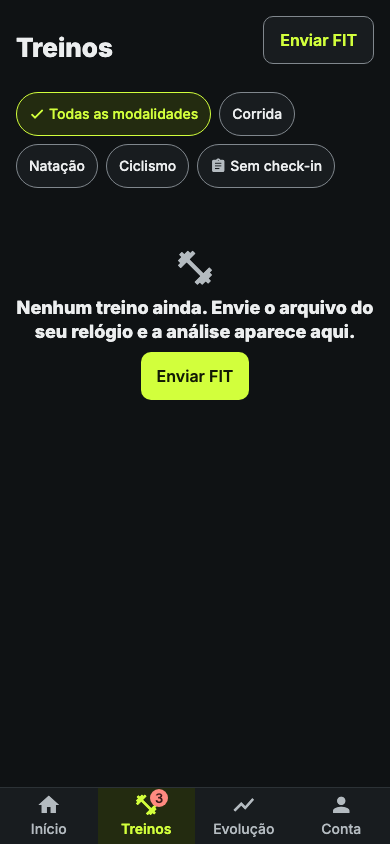 Treinos
Enviar FIT
Todas as modalidades
Corrida
Natação
Ciclismo
Sem check-in
Nenhum treino ainda. Envie o arquivo do
seu relógio e a análise aparece aqui.
Enviar FIT
3
Início
Treinos
Evolução
Conta